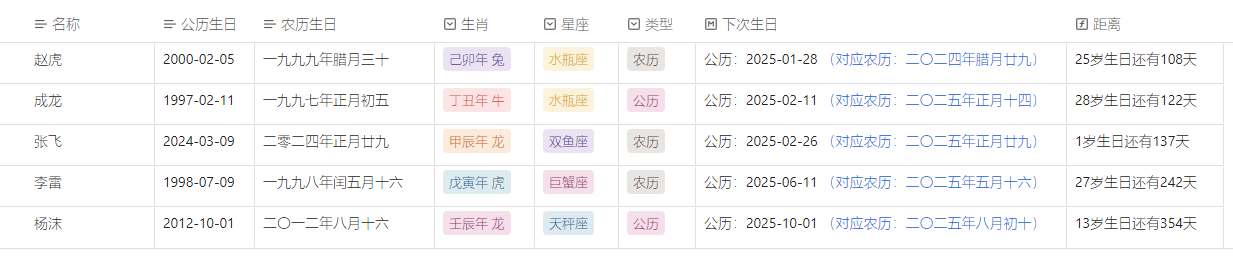 名称 公历生日 农历生日 生肖 星座 类型 下次生日 距离
赵虎 2000-02-05 一九九九年腊月三十 己卯年 兔 水瓶座 农历 公历：2025-01-28 （对应农历：二〇二四年腊月廿九） 25岁生日还有108天
成龙 1997-02-11 一九九七年正月初五 丁丑年 牛 水瓶座 公历 公历：2025-02-11 （对应农历：二〇二五年正月十四） 28岁生日还有122天
张飞 2024-03-09 二零二四年正月廿九 甲辰年 龙 双鱼座 农历 公历：2025-02-26 （对应农历：二〇二五年正月廿九） 1岁生日还有137天
李雷 1998-07-09 一九九八年闰五月十六 戊寅年 虎 巨蟹座 农历 公历：2025-06-11 （对应农历：二〇二五年五月十六） 27岁生日还有242天
杨沫 2012-10-01 二〇一二年八月十六 壬辰年 龙 天秤座 公历 公历：2025-10-01 （对应农历：二〇二五年八月初十） 13岁生日还有354天